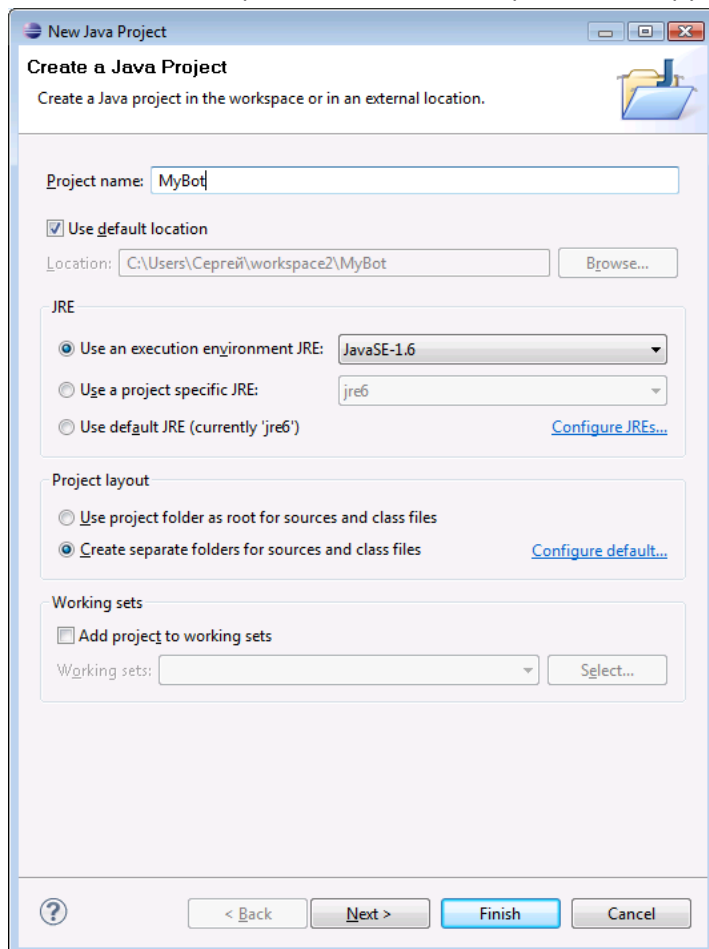 New Java Project
Create a Java Project
Create a Java project in the workspace or in an external location.
Project name: MyBot
Use default location
Location: C:\Users\Сергей\workspace2\MyBot Browse...
JRE
Use an execution environment JRE: JavaSE-1.6
Use a project specific JRE: jre6
Use default JRE (currently 'jre6') Configure JREs...
Project layout
Use project folder as root for sources and class files
Create separate folders for sources and class files Configure default...
Working sets
Add project to working sets
Working sets: Select...
? < Back Next > Finish Cancel